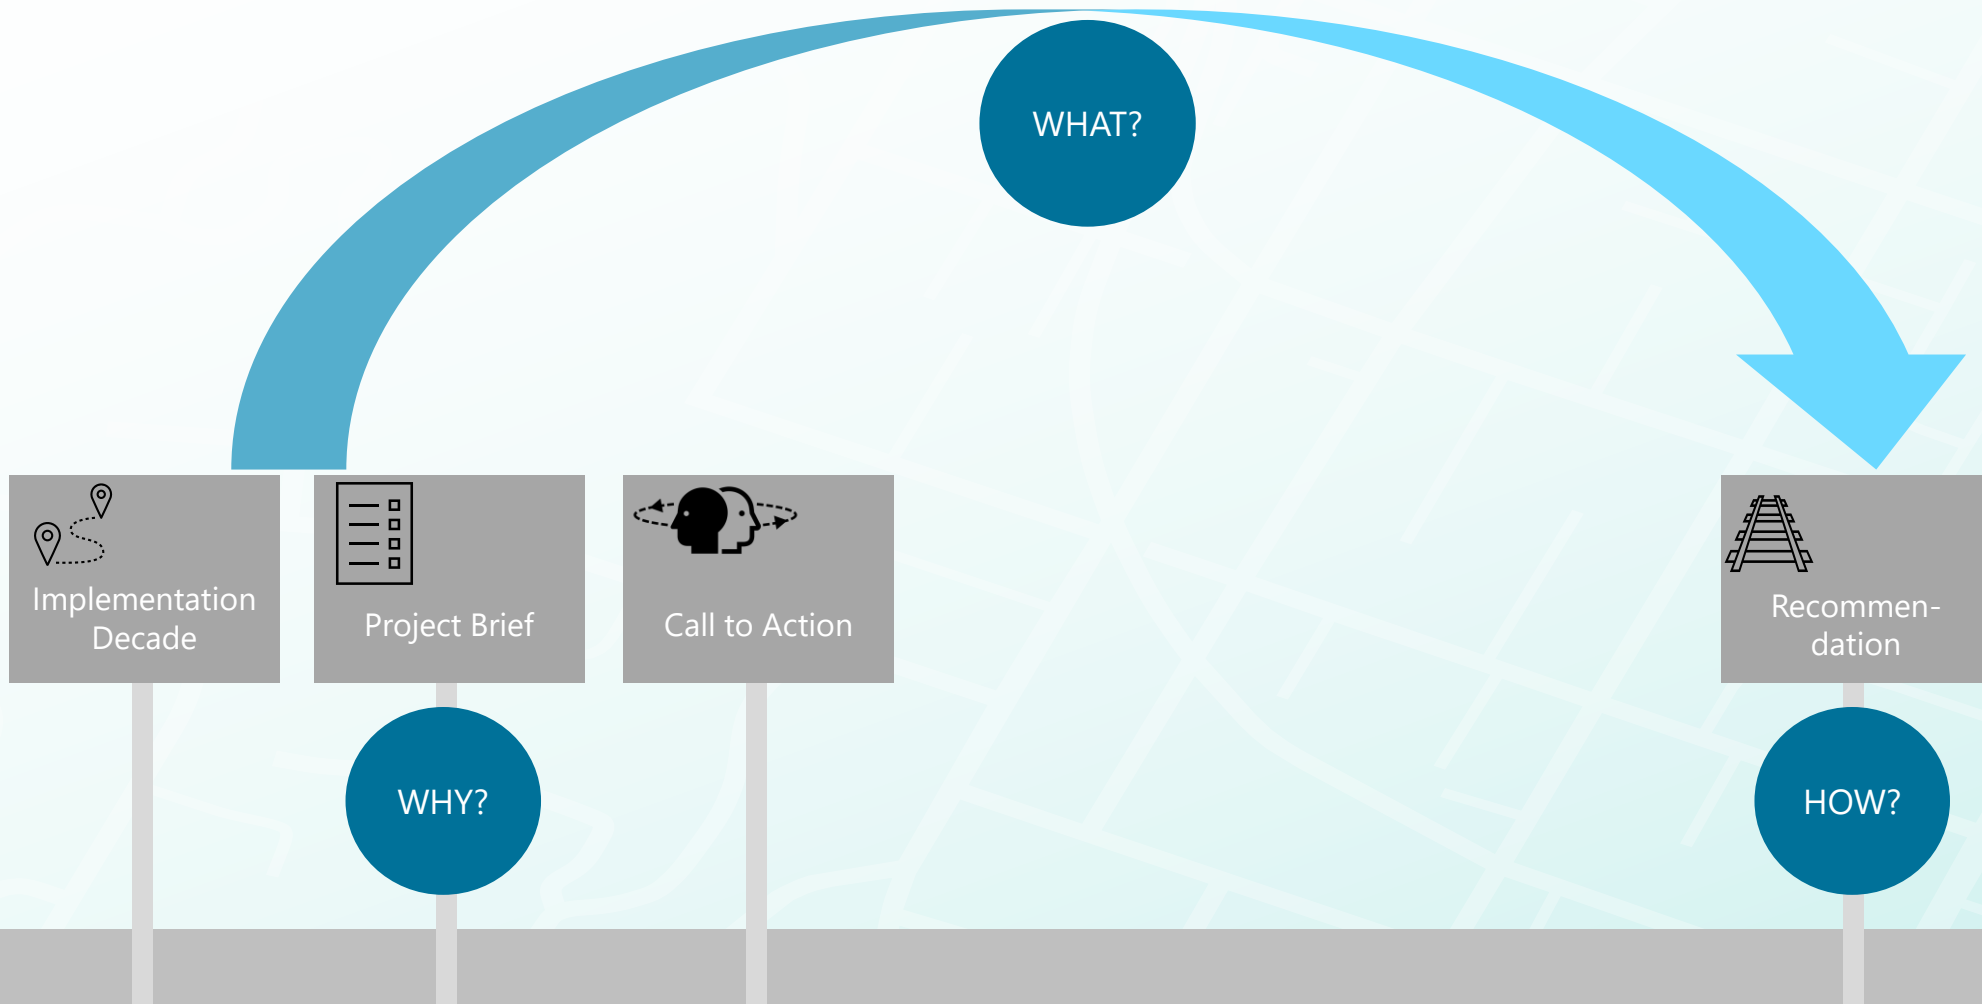 WHAT?
Implementation
Decade
Project Brief
Call to Action
Recommen-
dation
WHY?
HOW?